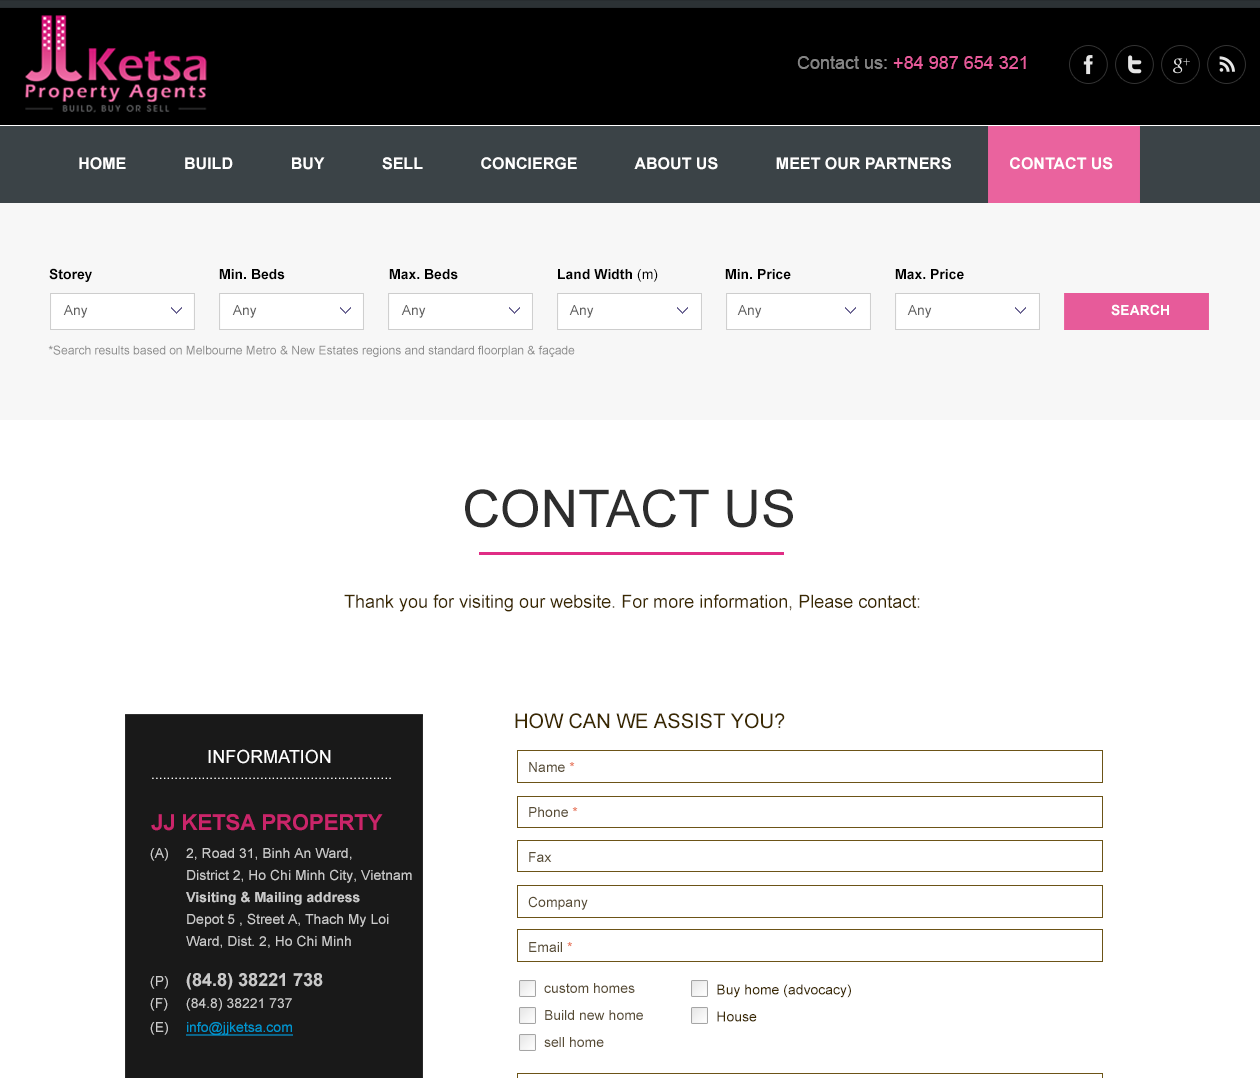 JL Ketsa
Property Agents
BUILD, BUY OR SELL
Contact us: +84 987 654 321
f t g+
HOME BUILD BUY SELL CONCIERGE ABOUT US MEET OUR PARTNERS CONTACT US
Storey Min. Beds Max. Beds Land Width (m) Min. Price Max. Price
Any Any Any Any Any Any SEARCH
*Search results based on Melbourne Metro & New Estates regions and standard floorplan & façade
CONTACT US
Thank you for visiting our website. For more information, Please contact:
INFORMATION
JJ KETSA PROPERTY
(A) 2, Road 31, Binh An Ward,
District 2, Ho Chi Minh City, Vietnam
Visiting & Mailing address
Depot 5 , Street A, Thach My Loi
Ward, Dist. 2, Ho Chi Minh
(P) (84.8) 38221 738
(F) (84.8) 38221 737
(E) info@jjketsa.com
HOW CAN WE ASSIST YOU?
Name *
Phone *
Fax
Company
Email *
custom homes Buy home (advocacy)
Build new home House
sell home